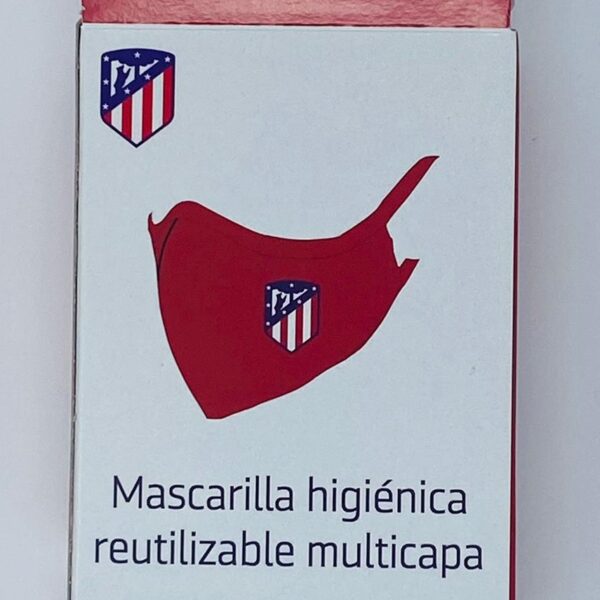 Mascarilla higiénica
reutilizable multicapa